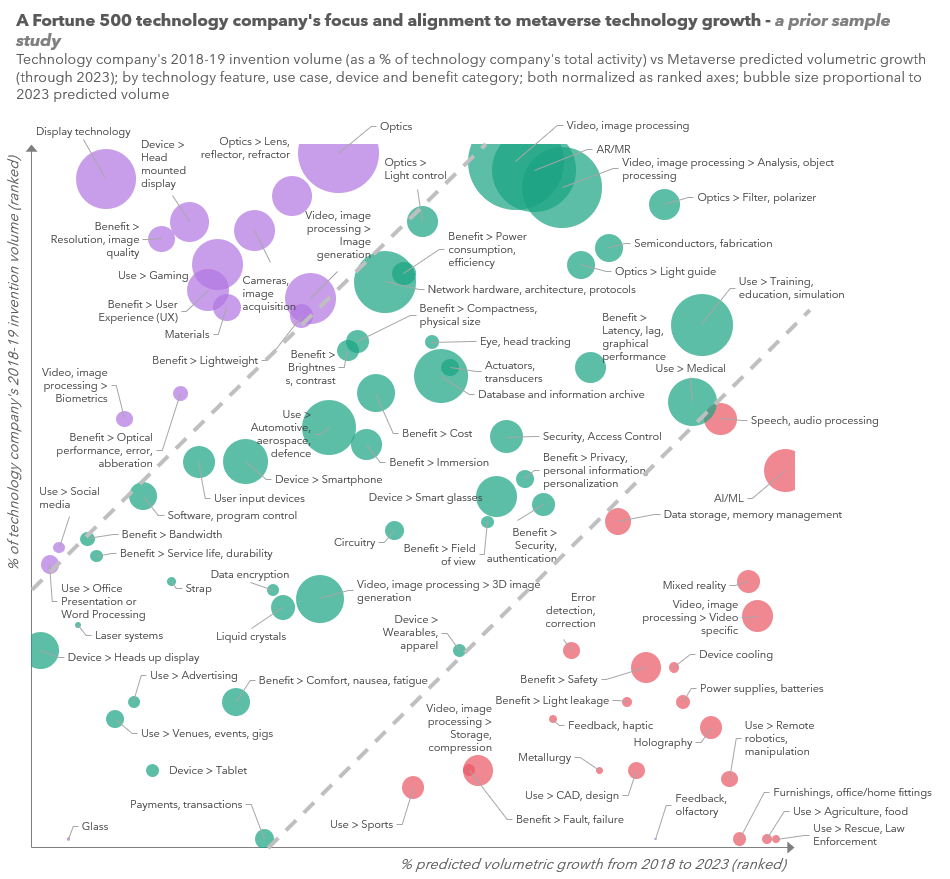 A Fortune 500 technology company's focus and alignment to metaverse technology growth - a prior sample
study
Technology company's 2018-19 invention volume (as a % of technology company's total activity) vs Metaverse predicted volumetric growth
(through 2023); by technology feature, use case, device and benefit category; both normalized as ranked axes; bubble size proportional to
2023 predicted volume
% of technology company's 2018-19 invention volume (ranked)
Display technology
Device >
Head
mounted
display
Optics > Lens,
reflector, refractor
Optics
Optics >
Light control
Video, image processing
AR/MR
Video, image processing > Analysis, object
processing
Optics > Filter, polarizer
Benefit >
Resolution, image
quality
Video, image
processing >
Image
generation
Benefit > Power
consumption,
efficiency
Semiconductors, fabrication
Optics > Light guide
Use > Gaming
Cameras,
image
acquisition
Network hardware, architecture, protocols
Use > Training,
education, simulation
Benefit > User
Experience (UX)
Materials
Benefit > Compactness,
physical size
Benefit >
Latency, lag,
graphical
performance
Benefit > Lightweight
Benefit >
Brightnes
s, contrast
Eye, head tracking
Actuators,
transducers
Use > Medical
Video, image
processing >
Biometrics
Database and information archive
Use >
Automotive,
aerospace,
defence
Benefit > Cost
Speech, audio processing
Benefit > Optical
performance, error,
abberation
Security, Access Control
Benefit > Immersion
Benefit > Privacy,
personal information,
personalization
Device > Smartphone
Use > Social
media
User input devices
Device > Smart glasses
AI/ML
Software, program control
Data storage, memory management
Benefit > Bandwidth
Circuitry
Benefit > Field
of view
Benefit >
Security,
authentication
Benefit > Service life, durability
Use > Office
Presentation or
Word Processing
Strap
Data encryption
Video, image processing > 3D image
generation
Error
detection,
correction
Mixed reality
Video, image
processing > Video
specific
Laser systems
Liquid crystals
Device >
Wearables,
apparel
Device > Heads up display
Device cooling
Use > Advertising
Benefit > Comfort, nausea, fatigue
Benefit > Safety
Power supplies, batteries
Benefit > Light leakage
Video, image
processing >
Storage,
compression
Use > Venues, events, gigs
Feedback, haptic
Holography
Use > Remote
robotics,
manipulation
Device > Tablet
Metallurgy
Use > CAD, design
Furnishings, office/home fittings
Payments, transactions
Feedback,
olfactory
Use > Agriculture, food
Glass
Use > Sports
Benefit > Fault, failure
Use > Rescue, Law
Enforcement
% predicted volumetric growth from 2018 to 2023 (ranked)